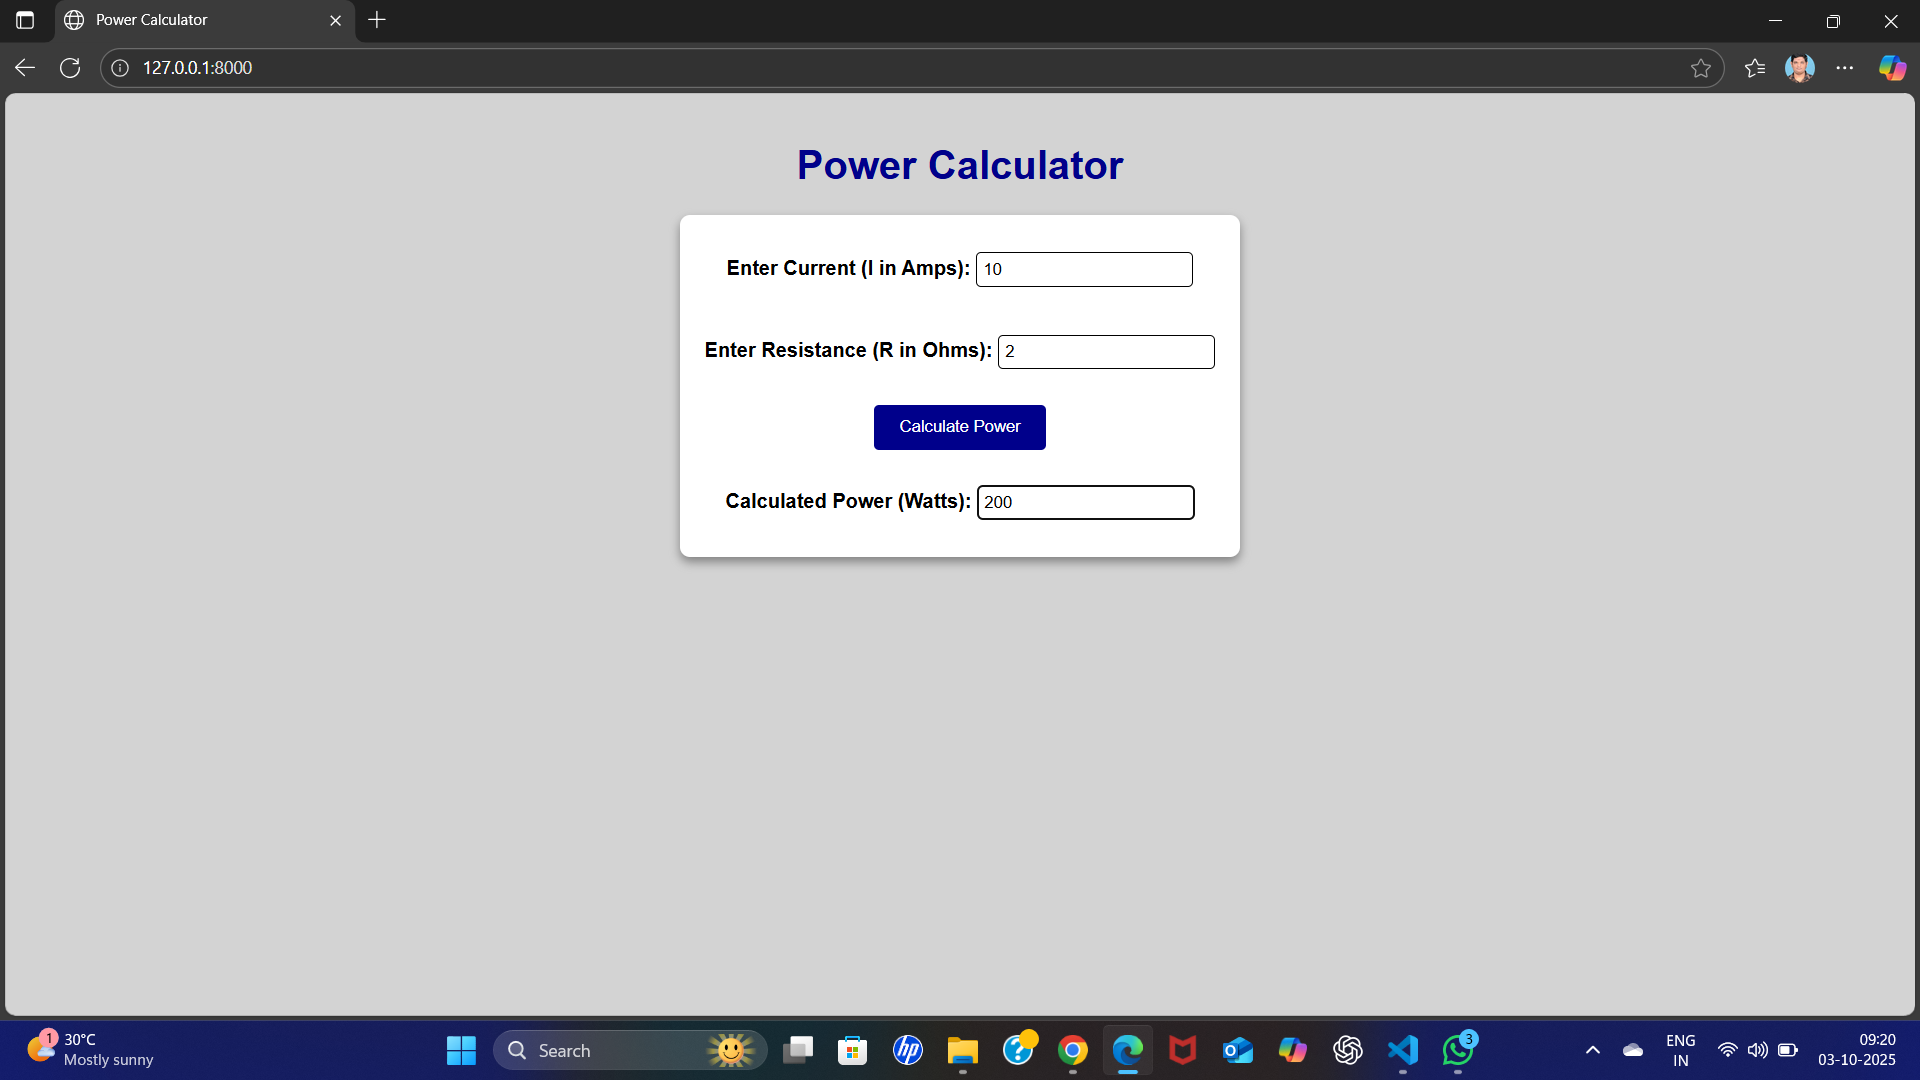 Power Calculator
127.0.0.1:8000
Power Calculator
Enter Current (I in Amps): 10
Enter Resistance (R in Ohms): 2
Calculate Power
Calculated Power (Watts): 200
1
30°C
Mostly sunny
Search
hp
3
ENG
IN
09:20
03-10-2025